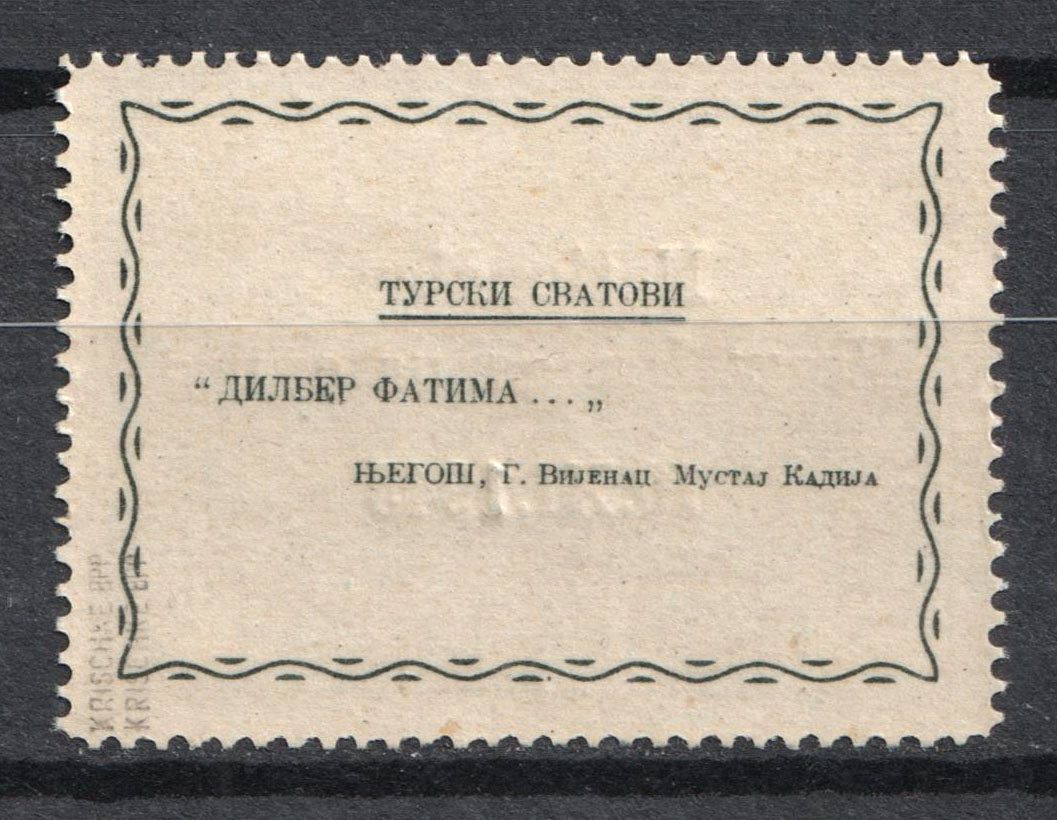 ТУРСКИ СВАТОВИ
“ ДИЛБЕР ФАТИМА ... „
ЊЕГОШ, Г. Вијенац Мустај Кадија
KRISCHKE BPP
KRISCHKE BPP